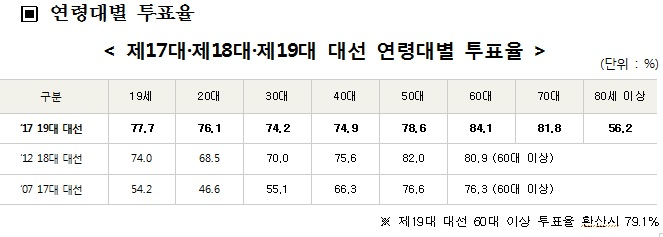 ▣ 연령대별 투표율
< 제17대·제18대·제19대 대선 연령대별 투표율 >
(단위 : %)
구분 19세 20대 30대 40대 50대 60대 70대 80세 이상
'17 19대 대선 77.7 76.1 74.2 74.9 78.6 84.1 81.8 56.2
'12 18대 대선 74.0 68.5 70.0 75.6 82.0 80.9 (60대 이상)
'07 17대 대선 54.2 46.6 55.1 66.3 76.6 76.3 (60대 이상)
※ 제19대 대선 60대 이상 투표율 환산시 79.1%